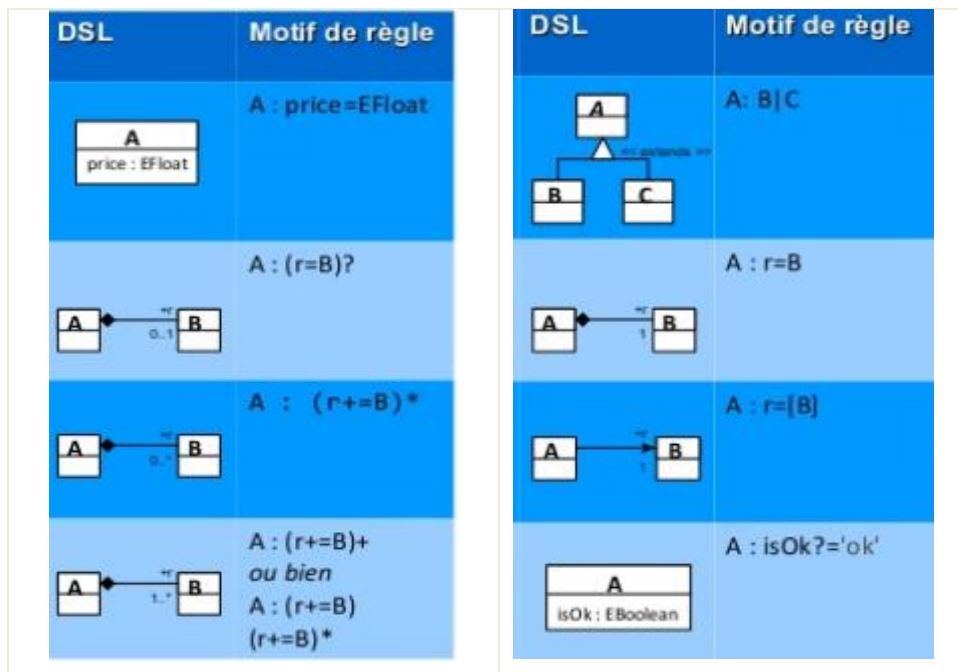 DSL
Motif de règle
A
price : EFloat
A : price=EFloat
A
+r
0..1
B
A : (r=B)?
A
+r
0..*
B
A : (r+=B)*
A
+r
1..*
B
A : (r+=B)+
ou bien
A : (r+=B)
(r+=B)*
DSL
Motif de règle
A
<< extends >>
B
C
A: B|C
A
+r
1
B
A : r=B
A
+r
1
B
A : r=[B]
A
isOk : EBoolean
A : isOk?='ok'